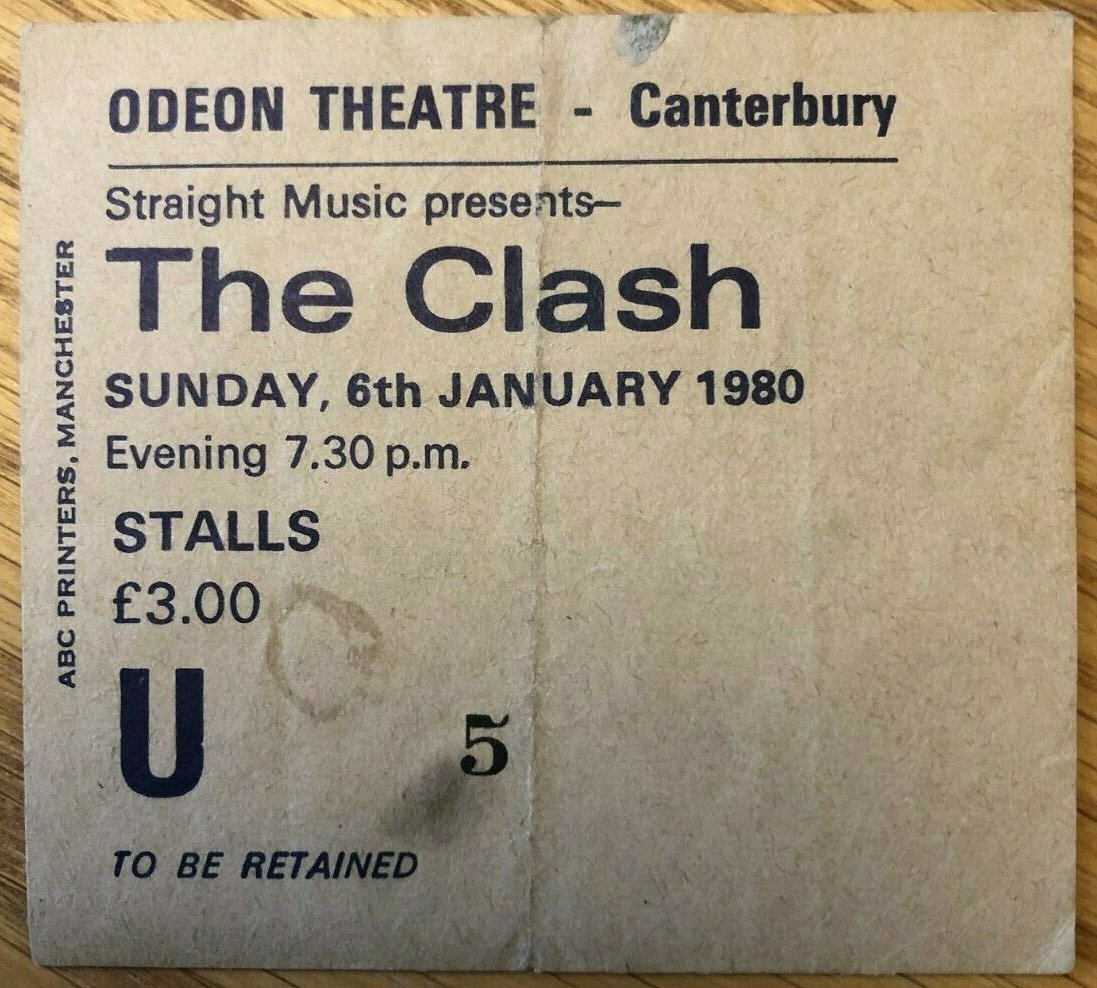 ODEON THEATRE - Canterbury
Straight Music presents—
The Clash
SUNDAY, 6th JANUARY 1980
Evening 7.30 p.m.
STALLS
£3.00
U 5
TO BE RETAINED
ABC PRINTERS, MANCHESTER